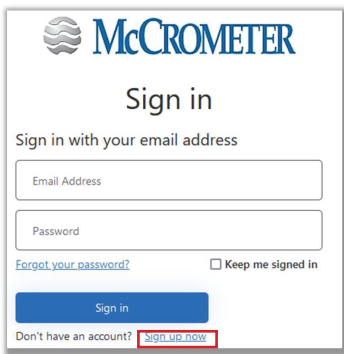 McCROMETER
Sign in
Sign in with your email address
Email Address
Password
Forgot your password? Keep me signed in
Sign in
Don't have an account? Sign up now